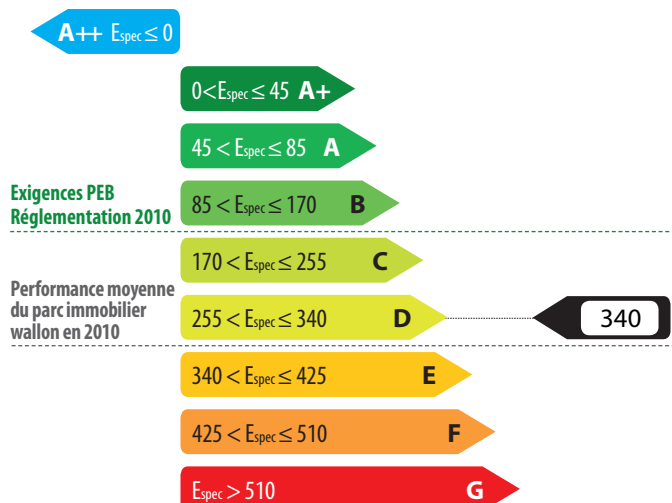 A++ Espec ≤ 0
0<Espec ≤ 45 A+
45 < Espec ≤ 85 A
Exigences PEB
Réglementation 2010
85 < Espec ≤ 170 B
170 < Espec ≤ 255 C
Performance moyenne
du parc immobilier
wallon en 2010
255 < Espec ≤ 340 D
340
340 < Espec ≤ 425 E
425 < Espec ≤ 510 F
Espec > 510 G